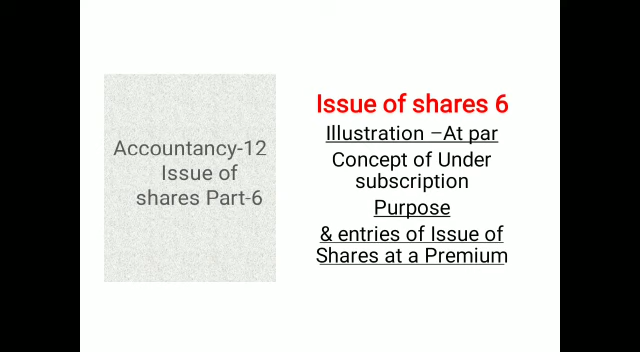 Accountancy-12
Issue of
shares Part-6
Issue of shares 6
Illustration –At par
Concept of Under
subscription
Purpose
& entries of Issue of
Shares at a Premium